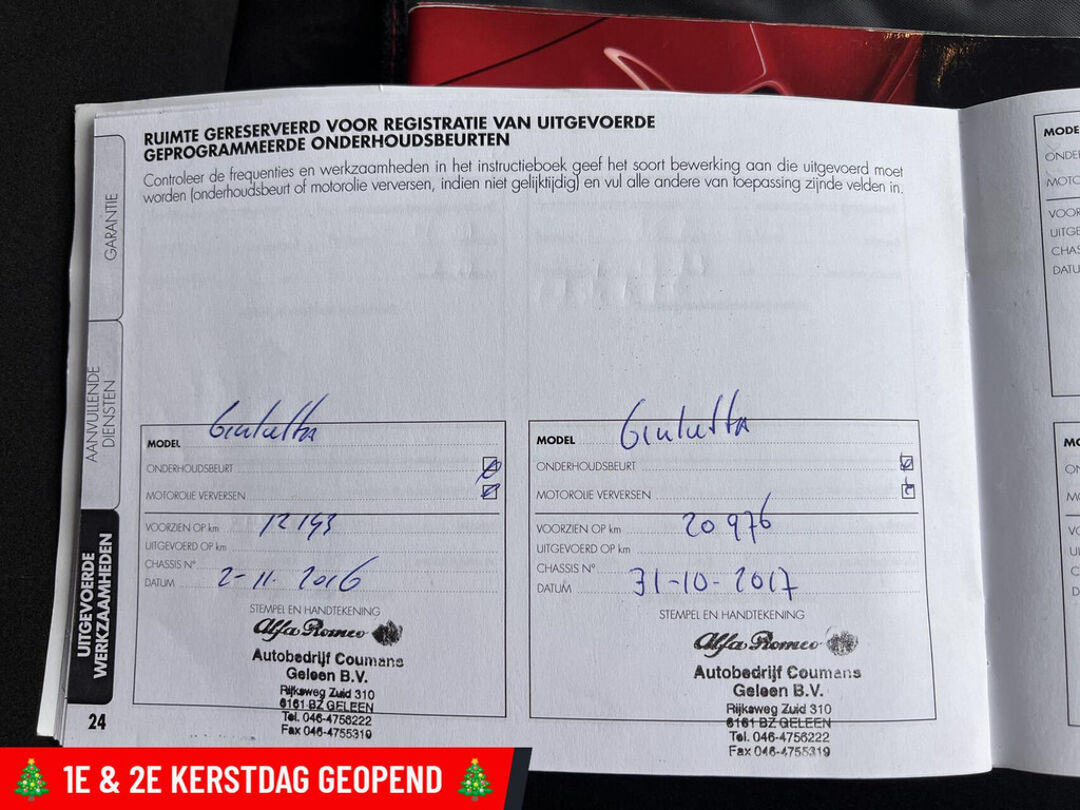 RUIMTE GERESERVEERD VOOR REGISTRATIE VAN UITGEVOERDE
GEPROGRAMMEERDE ONDERHOUDSBEURTEN
Controleer de frequenties en werkzaamheden in het instructieboek geef het soort bewerking aan die uitgevoerd moet
worden (onderhoudsbeurt of motorolie verversen, indien niet gelijktijdig) en vul alle andere van toepassing zijnde velden in.
GARANTIE
AANVULLENDE
DIENSTEN
UITGEVOERDE
WERKZAAMHEDEN
24
MODEL Giulietta
ONDERHOUDSBEURT
MOTOROLIE VERVERSEN
VOORZIEN OP km 12193
UITGEVOERD OP km
CHASSIS N°
DATUM 2-11-2016
STEMPEL EN HANDTEKENING
Alfa Romeo
Autobedrijf Coumans
Geleen B.V.
Rijksweg Zuid 310
6161 BZ GELEEN
Tel. 046-4756222
Fax 046-4755319
MODEL Giulietta
ONDERHOUDSBEURT
MOTOROLIE VERVERSEN
VOORZIEN OP km 20976
UITGEVOERD OP km
CHASSIS N°
DATUM 31-10-2017
STEMPEL EN HANDTEKENING
Alfa Romeo
Autobedrijf Coumans
Geleen B.V.
Rijksweg Zuid 310
6161 BZ GELEEN
Tel. 046-4756222
Fax 046-4755319
1E & 2E KERSTDAG GEOPEND